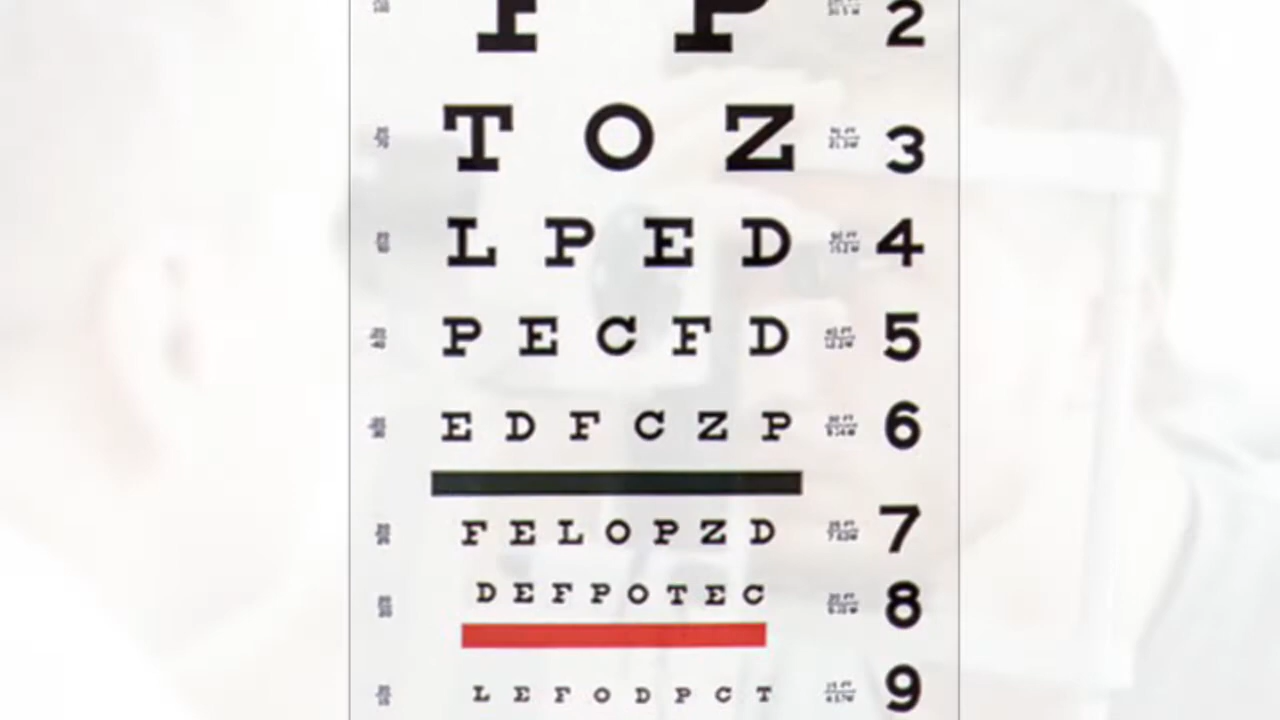 F P 2
T O Z 3
L P E D 4
P E C F D 5
E D F C Z P 6
F E L O P Z D 7
D E F P O T E C 8
L E F O D P C T 9